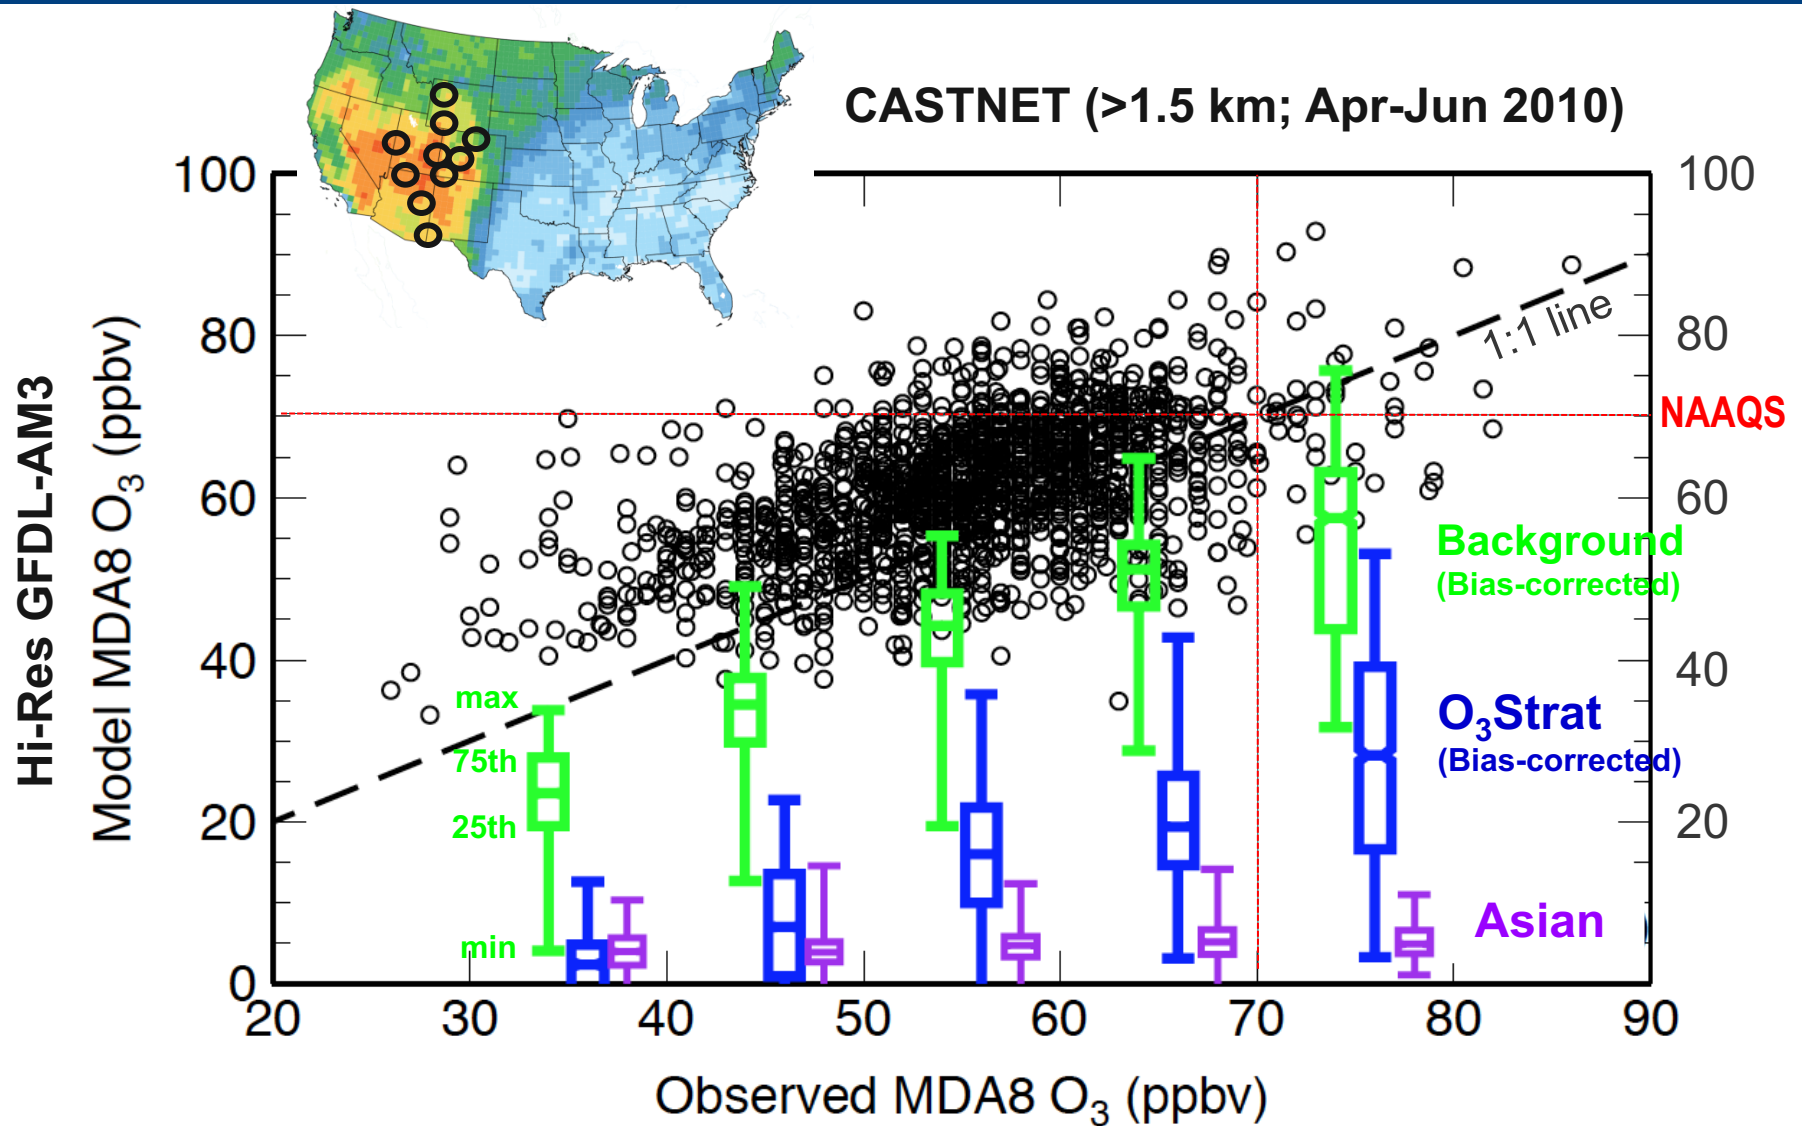 CASTNET (>1.5 km; Apr-Jun 2010)
Hi-Res GFDL-AM3
Model MDA8 O3 (ppbv)
100
80
60
40
20
0
100
80
60
40
20
1:1 line
NAAQS
Background
(Bias-corrected)
O3Strat
(Bias-corrected)
Asian
max
75th
25th
min
20 30 40 50 60 70 80 90
Observed MDA8 O3 (ppbv)